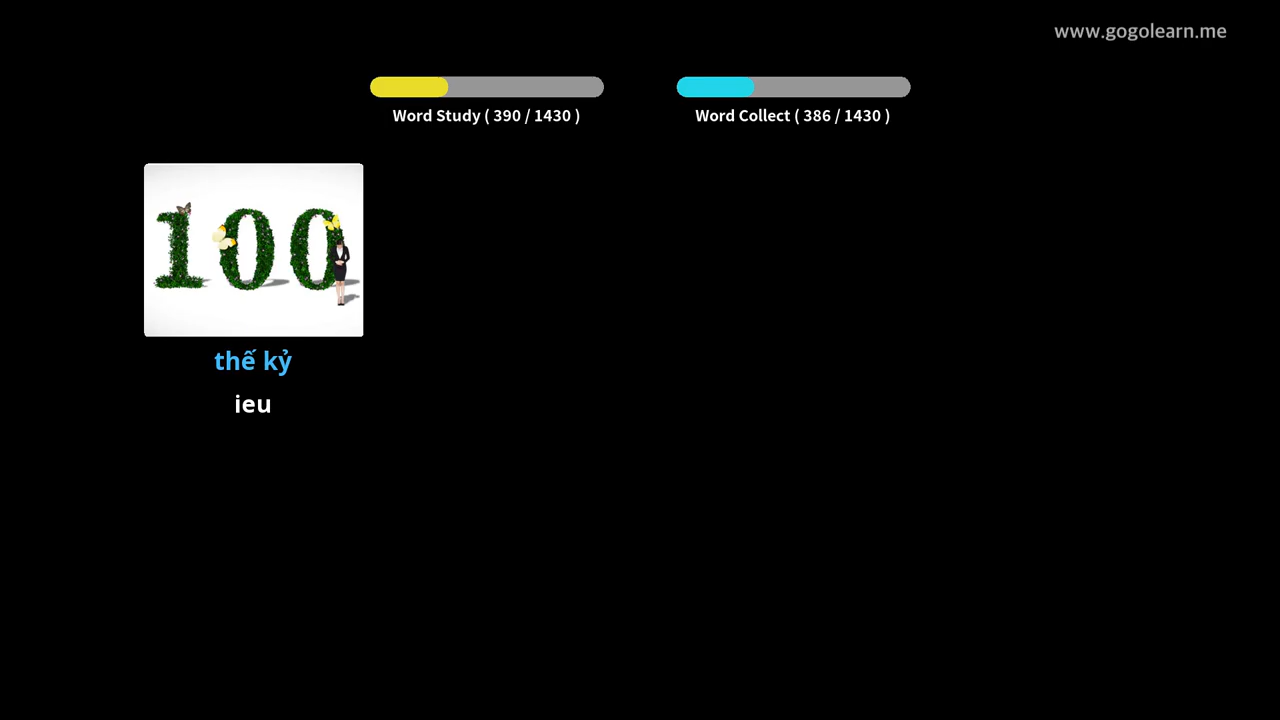 www.gogolearn.me
Word Study ( 390 / 1430 )
Word Collect ( 386 / 1430 )
100
thế kỷ
ieu